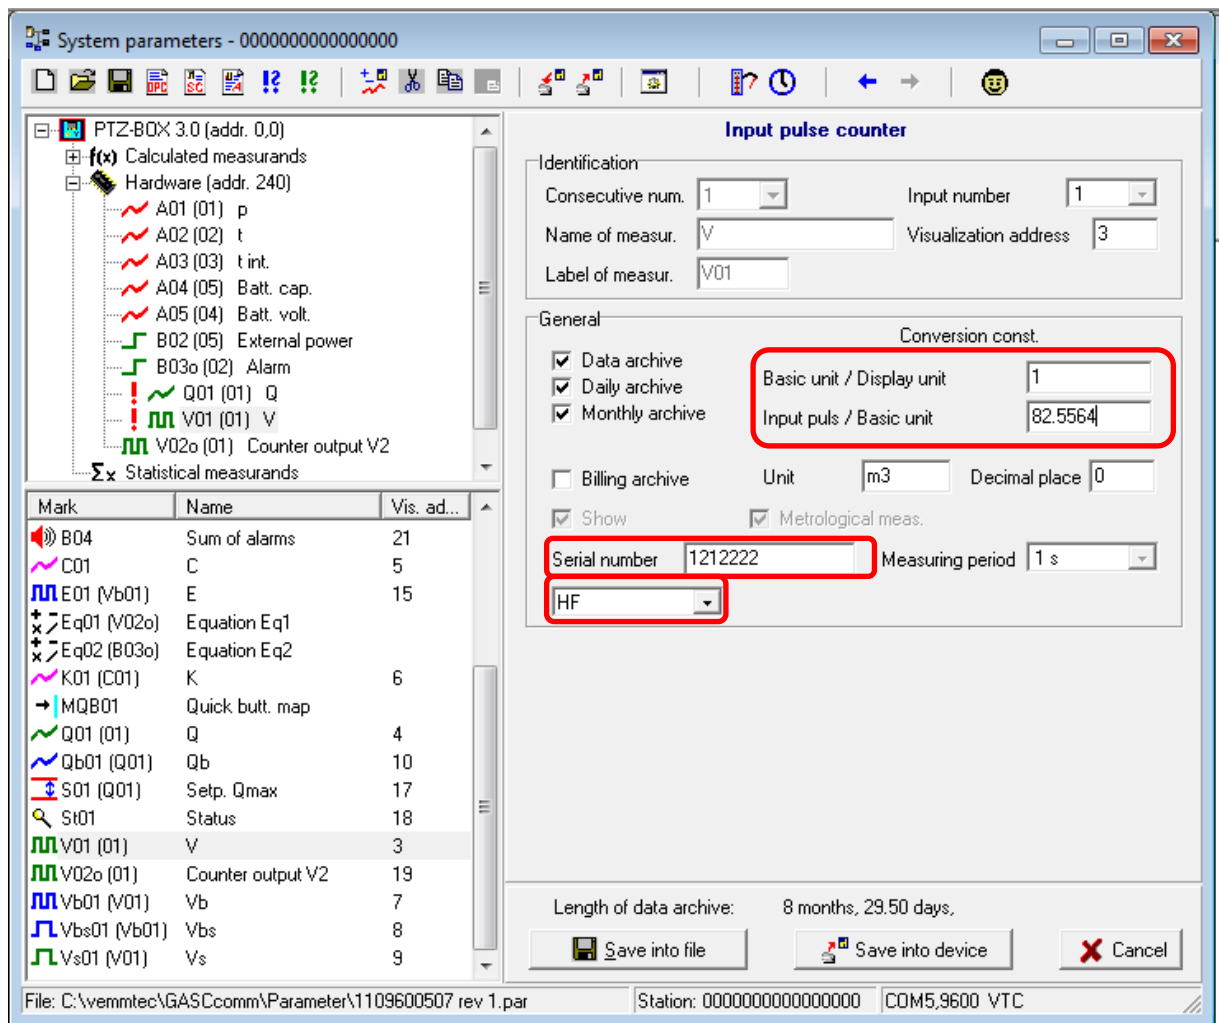 System parameters - 0000000000000000
PTZ-BOX 3.0 (addr. 0,0)
f(x) Calculated measurands
Hardware (addr. 240)
A01 (01) p
A02 (02) t
A03 (03) t int.
A04 (05) Batt. cap.
A05 (04) Batt. volt.
B02 (05) External power
B03o (02) Alarm
Q01 (01) Q
V01 (01) V
V02o (01) Counter output V2
Σx Statistical measurands
Mark Name Vis. ad...
B04 Sum of alarms 21
C01 C 5
E01 (Vb01) E 15
Eq01 (V02o) Equation Eq1
Eq02 (B03o) Equation Eq2
K01 (C01) K 6
MQB01 Quick butt. map
Q01 (01) Q 4
Qb01 (Q01) Qb 10
S01 (Q01) Setp. Qmax 17
St01 Status 18
V01 (01) V 3
V02o (01) Counter output V2 19
Vb01 (V01) Vb 7
Vbs01 (Vb01) Vbs 8
Vs01 (V01) Vs 9
Input pulse counter
Identification
Consecutive num. 1 Input number 1
Name of measur. V Visualization address 3
Label of measur. V01
General
Conversion const.
Data archive
Basic unit / Display unit 1
Daily archive
Monthly archive
Input puls / Basic unit 82.5564
Billing archive Unit m3 Decimal place 0
Show Metrological meas.
Serial number 1212222 Measuring period 1 s
HF
Length of data archive: 8 months, 29.50 days,
Save into file Save into device Cancel
File: C:\vemmtec\GASCcomm\Parameter\1109600507 rev 1.par Station: 0000000000000000 COM5,9600 VTC